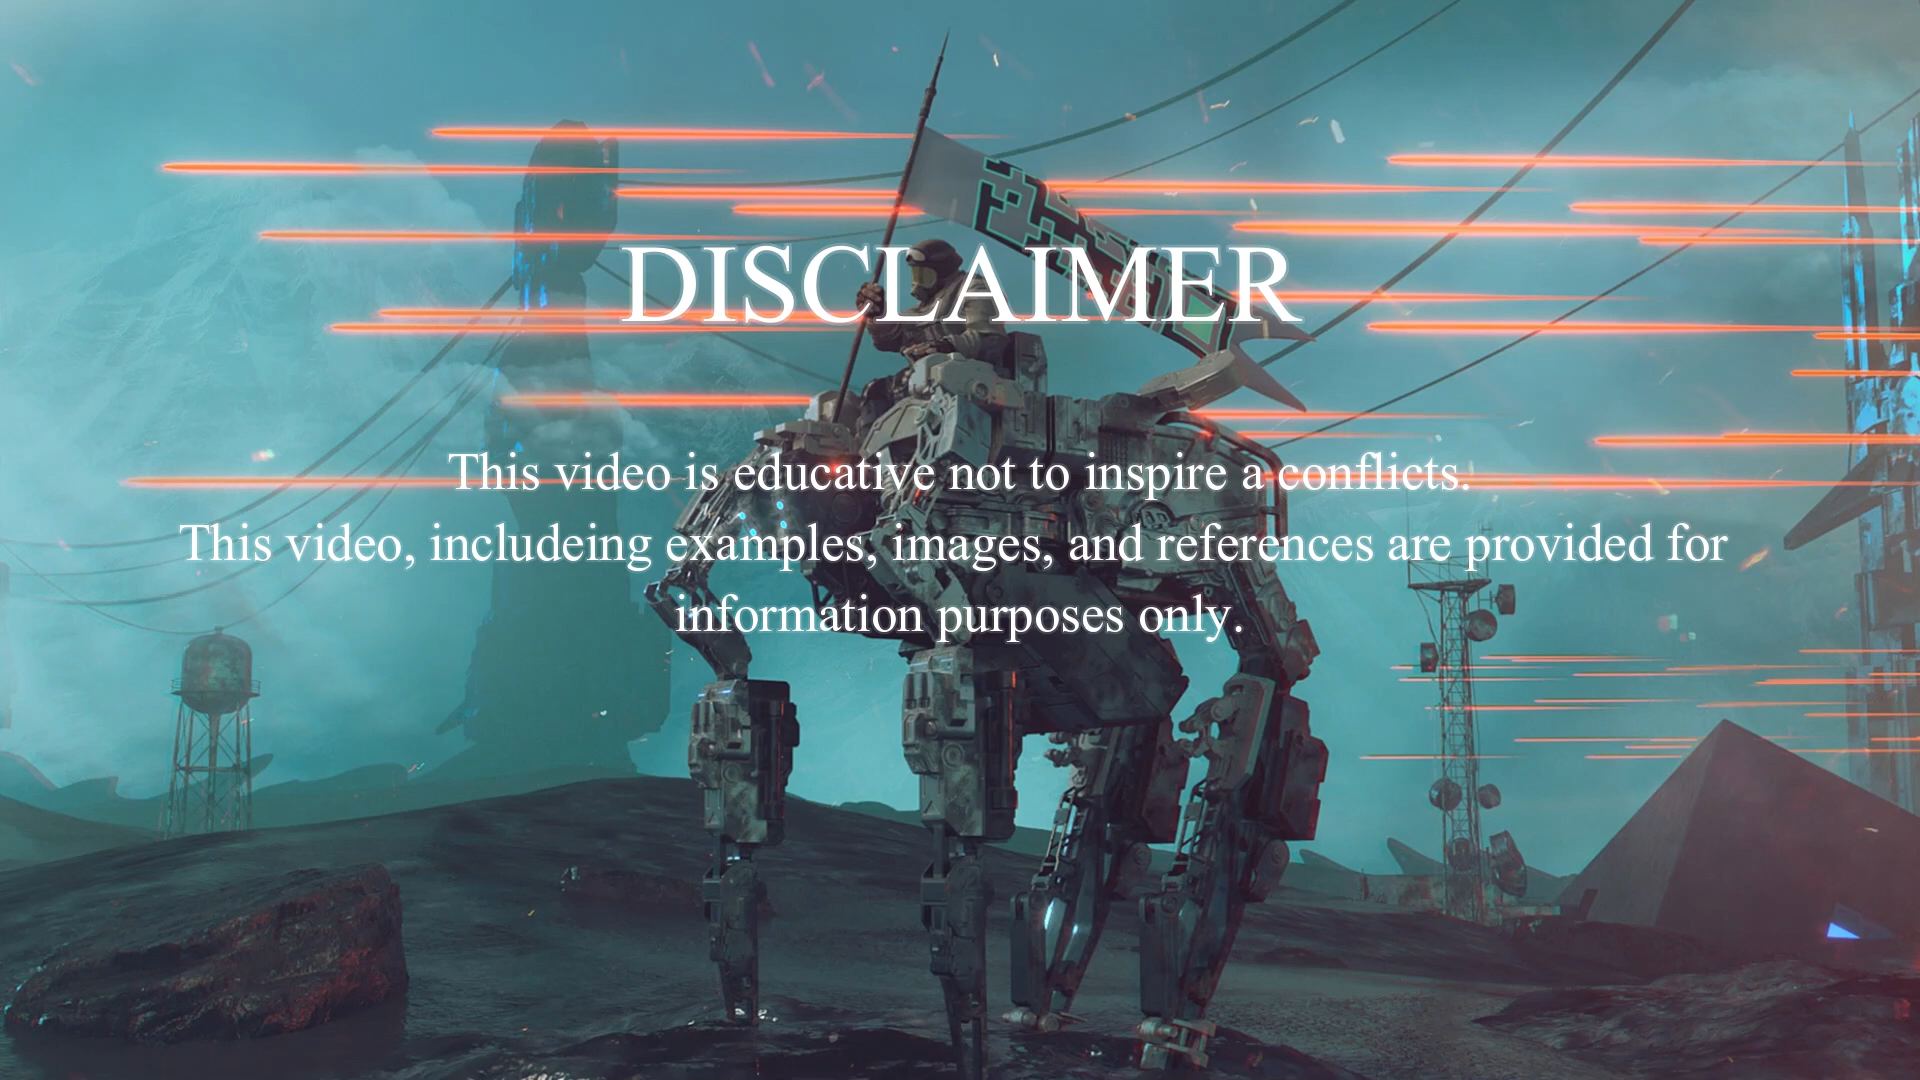 DISCLAIMER
This video is educative not to inspire a conflicts.
This video, includeing examples, images, and references are provided for
information purposes only.